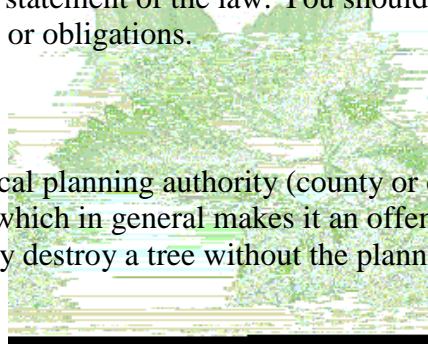 statement of the law. You should
or obligations.
cal planning authority (county or
which in general makes it an offen
y destroy a tree without the plann